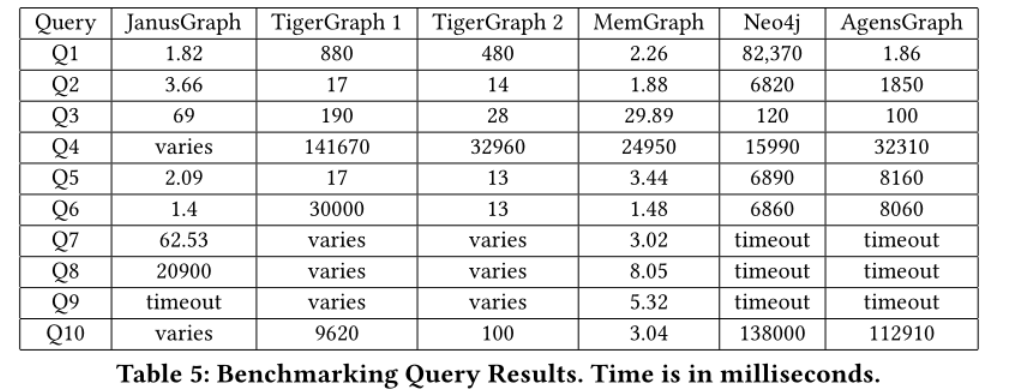 Query JanusGraph TigerGraph 1 TigerGraph 2 MemGraph Neo4j AgensGraph
Q1 1.82 880 480 2.26 82,370 1.86
Q2 3.66 17 14 1.88 6820 1850
Q3 69 190 28 29.89 120 100
Q4 varies 141670 32960 24950 15990 32310
Q5 2.09 17 13 3.44 6890 8160
Q6 1.4 30000 13 1.48 6860 8060
Q7 62.53 varies varies 3.02 timeout timeout
Q8 20900 varies varies 8.05 timeout timeout
Q9 timeout varies varies 5.32 timeout timeout
Q10 varies 9620 100 3.04 138000 112910
Table 5: Benchmarking Query Results. Time is in milliseconds.